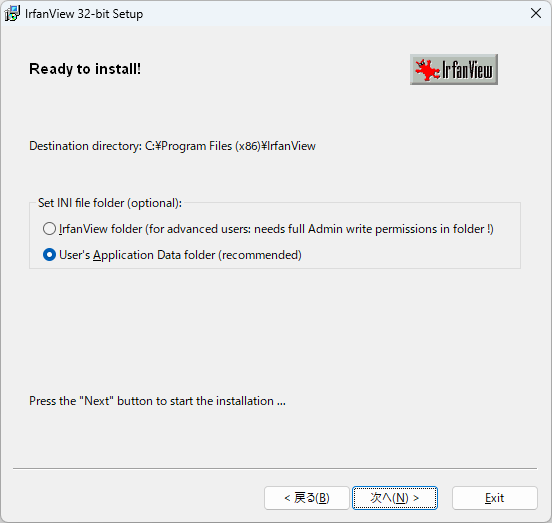 IrfanView 32-bit Setup
Ready to install!
IrfanView
Destination directory: C:¥Program Files (x86)¥IrfanView
Set INI file folder (optional):
IrfanView folder (for advanced users: needs full Admin write permissions in folder !)
User's Application Data folder (recommended)
Press the "Next" button to start the installation ...
< 戻る(B)
次へ(N) >
Exit